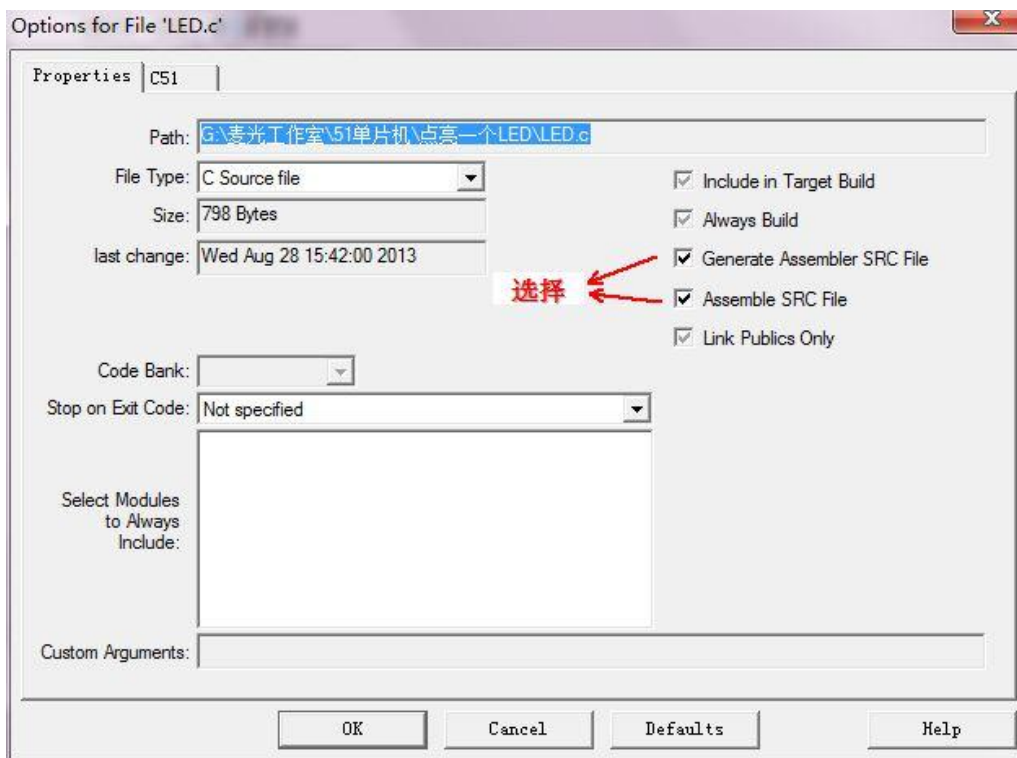 Options for File 'LED.c'
Properties
C51
Path: G:\麦光工作室\51单片机\点亮一个LED\LED.c
File Type: C Source file
Include in Target Build
Size: 798 Bytes
Always Build
last change: Wed Aug 28 15:42:00 2013
Generate Assembler SRC File
选择
Assemble SRC File
Link Publics Only
Code Bank:
Stop on Exit Code: Not specified
Select Modules
to Always
Include:
Custom Arguments:
OK
Cancel
Defaults
Help